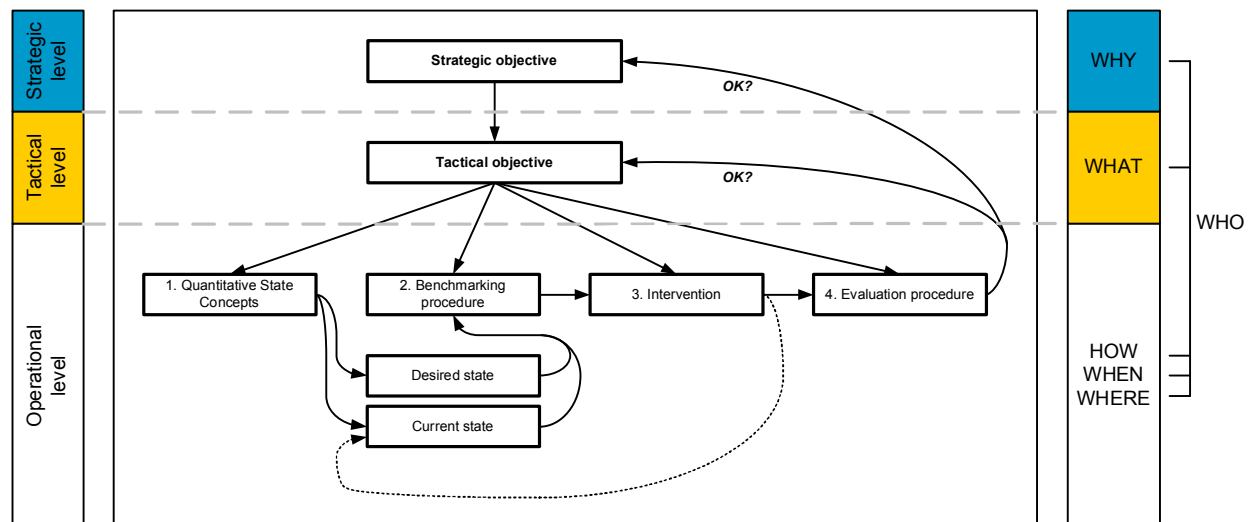 Strategic
level
Tactical
level
Operational
level
Strategic objective
OK?
Tactical objective
OK?
1. Quantitative State
Concepts
2. Benchmarking
procedure
3. Intervention
4. Evaluation procedure
Desired state
Current state
WHY
WHAT
HOW
WHEN
WHERE
WHO